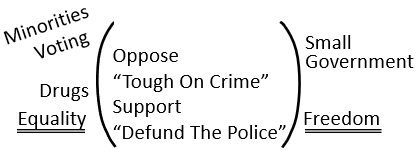 Minorities
Voting
Drugs
Equality
Oppose
“Tough On Crime”
Support
“Defund The Police”
Small
Government
Freedom